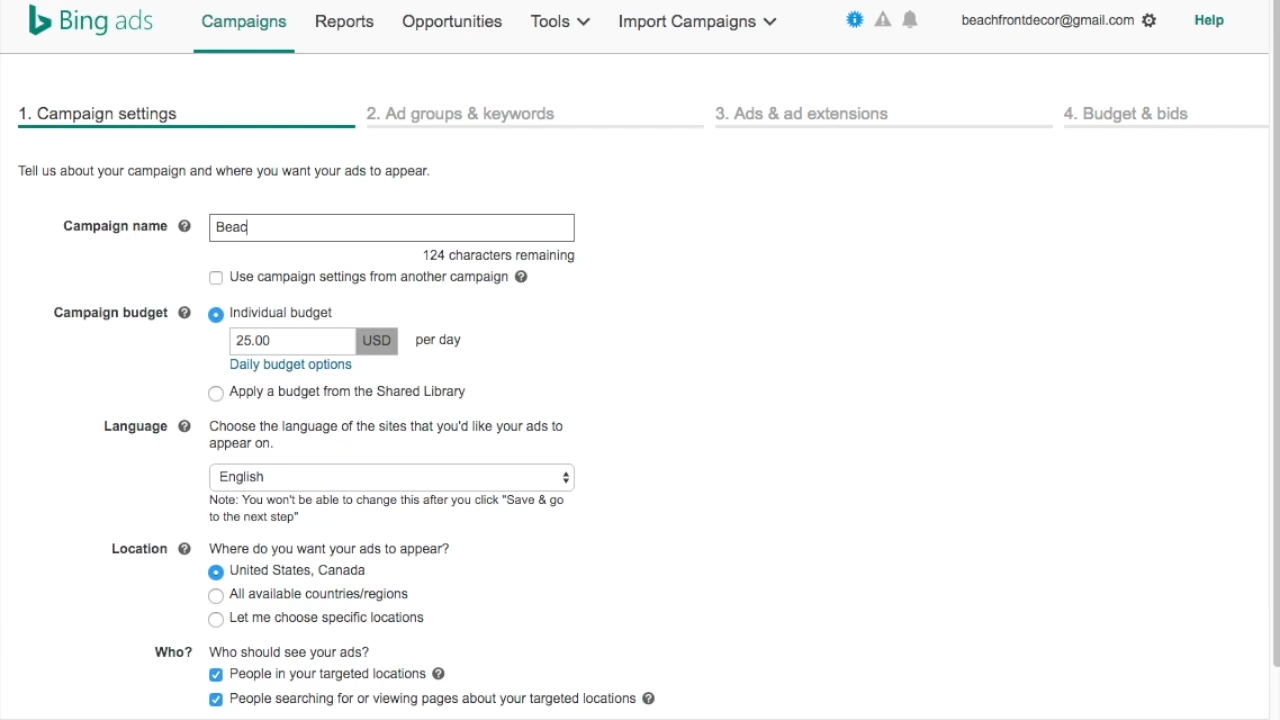 Bing ads Campaigns Reports Opportunities Tools Import Campaigns beachfrontdecor@gmail.com Help
1. Campaign settings 2. Ad groups & keywords 3. Ads & ad extensions 4. Budget & bids
Tell us about your campaign and where you want your ads to appear.
Campaign name Beac
124 characters remaining
Use campaign settings from another campaign
Campaign budget Individual budget
25.00 USD per day
Daily budget options
Apply a budget from the Shared Library
Language Choose the language of the sites that you'd like your ads to
appear on.
English
Note: You won't be able to change this after you click "Save & go
to the next step"
Location Where do you want your ads to appear?
United States, Canada
All available countries/regions
Let me choose specific locations
Who? Who should see your ads?
People in your targeted locations
People searching for or viewing pages about your targeted locations